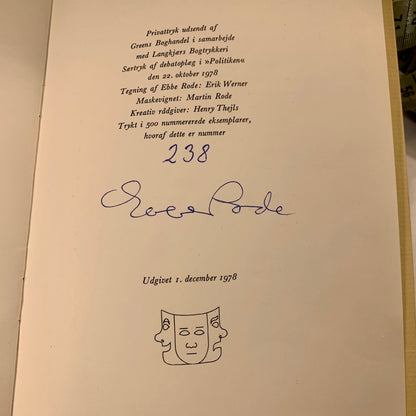 Privattryk udsendt af
Greens Boghandel i samarbejde
med Langkjærs Bogtrykkeri
Særtryk af debatoplæg i »Politiken«
den 22. oktober 1978
Tegning af Ebbe Rode: Erik Werner
Maskevignet: Martin Rode
Kreativ rådgiver: Henry Thejls
Trykt i 500 nummererede eksemplarer,
hvoraf dette er nummer
238
Ebbe Rode
Udgivet 1. december 1978